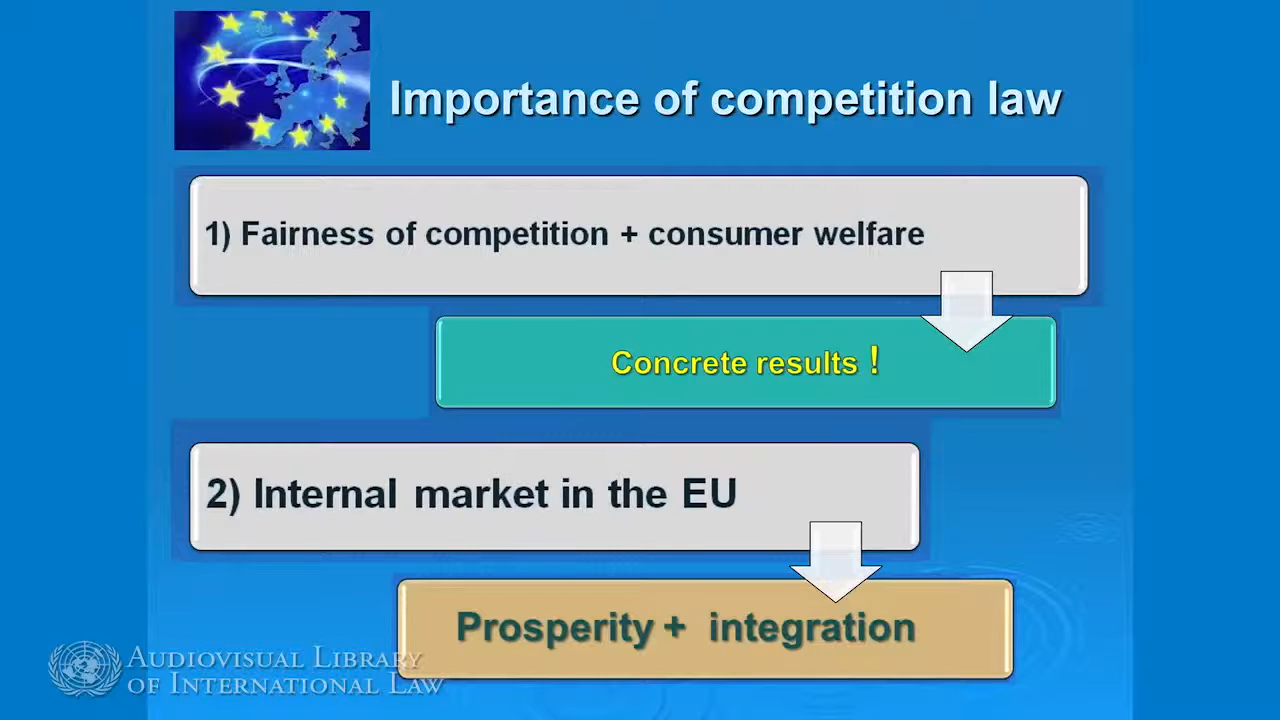 Importance of competition law
1) Fairness of competition + consumer welfare
Concrete results !
2) Internal market in the EU
Prosperity + integration
AUDIOVISUAL LIBRARY
OF INTERNATIONAL LAW